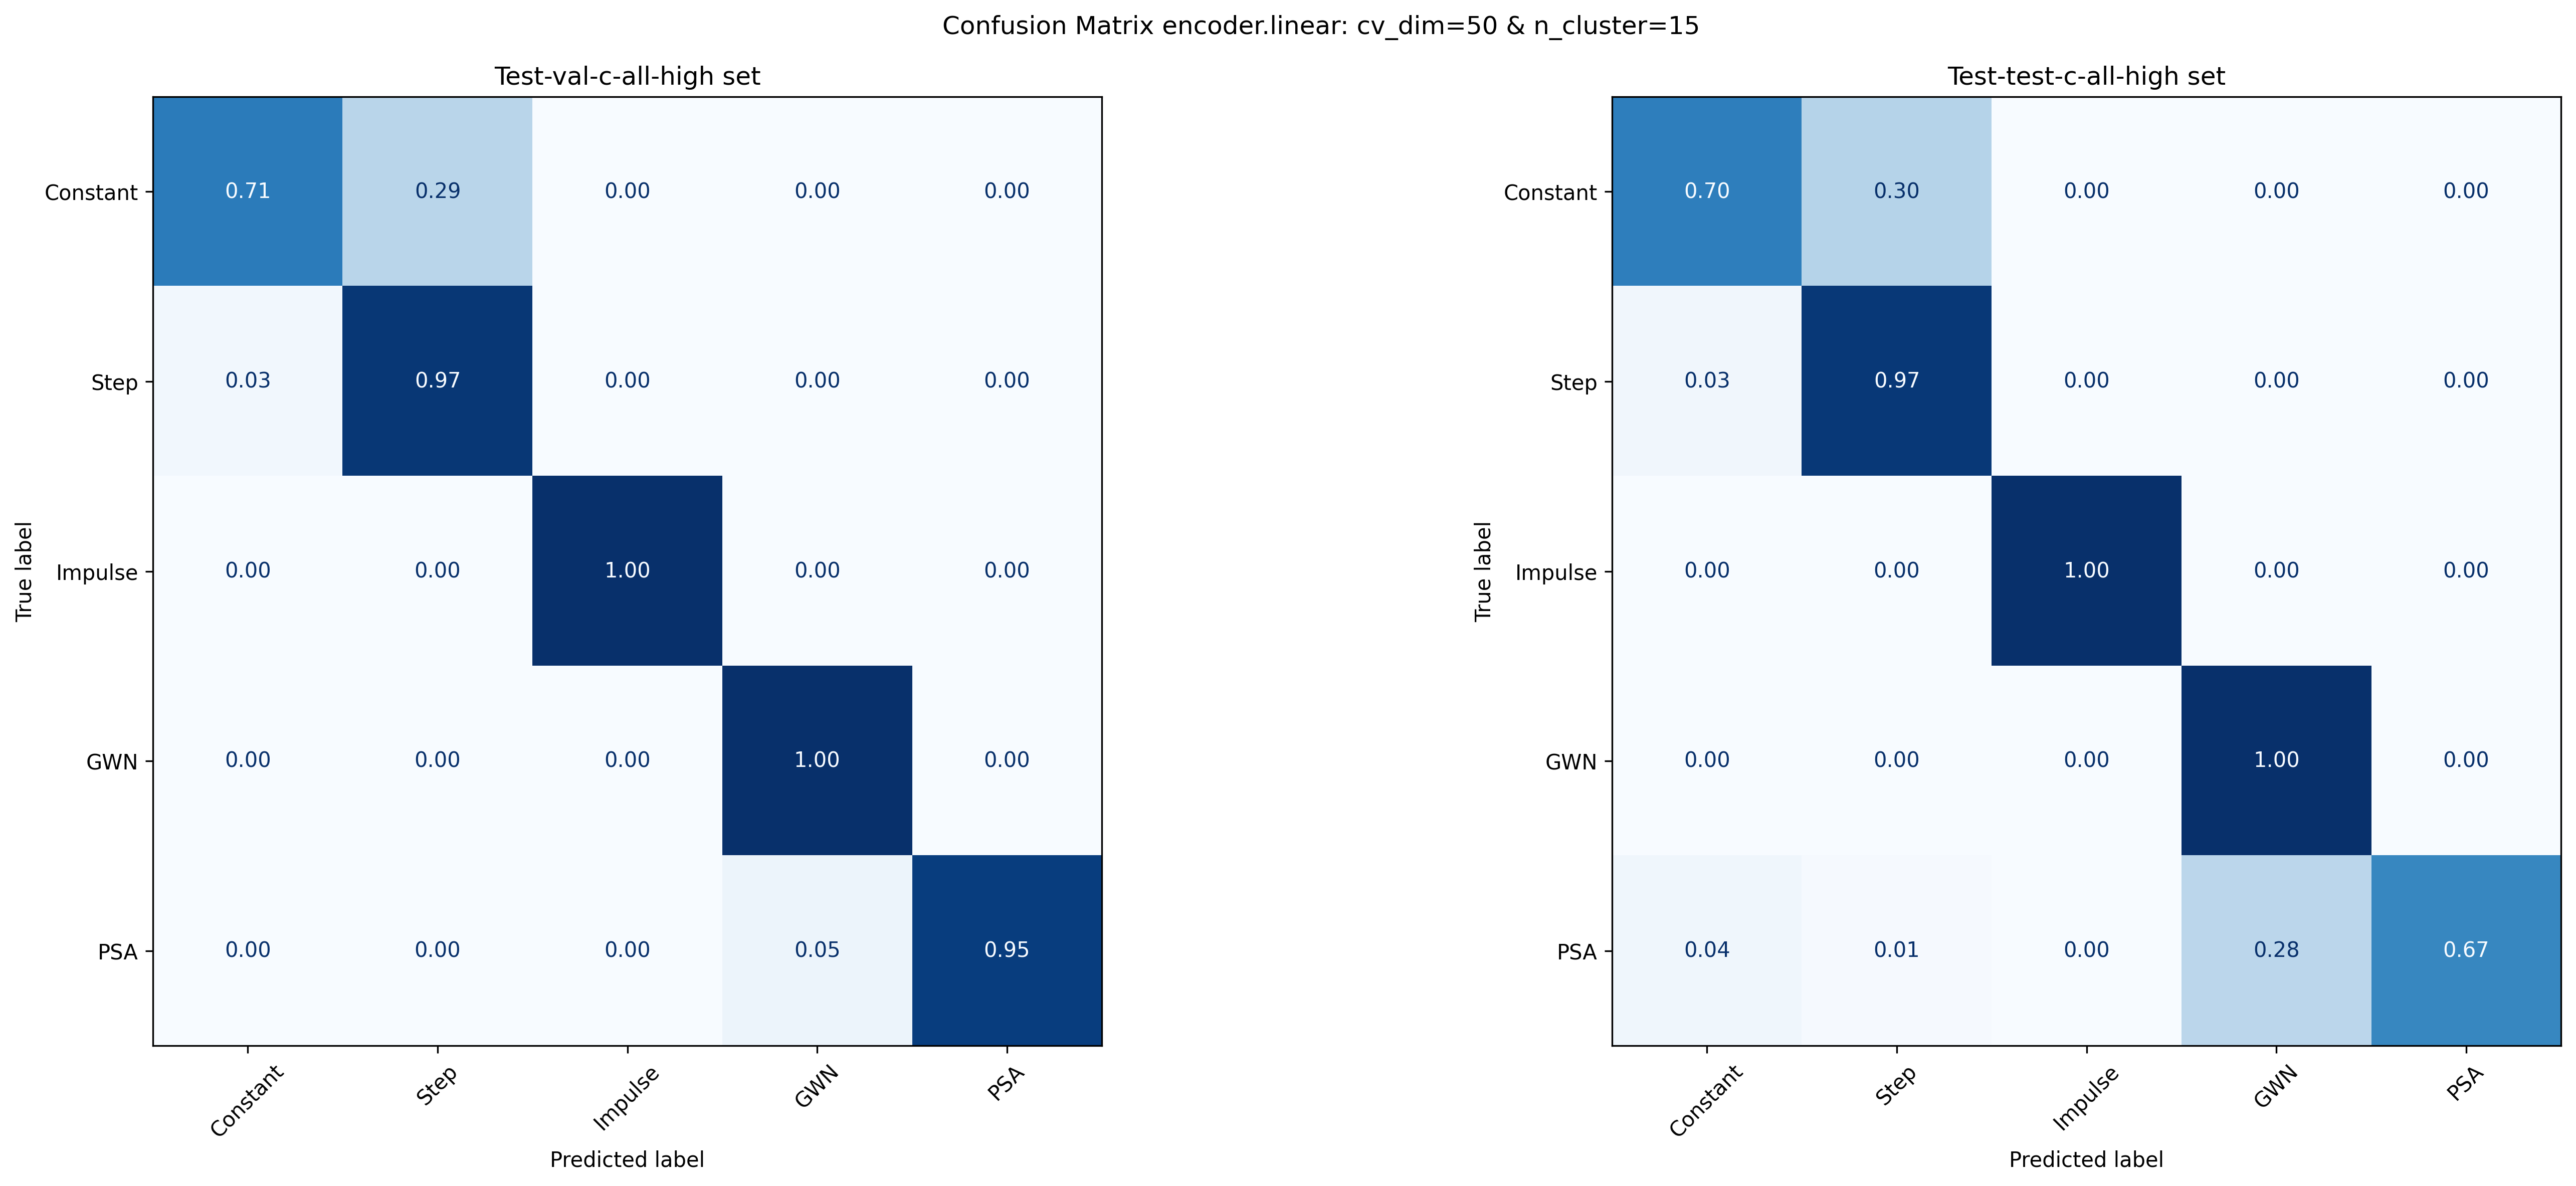 Confusion Matrix encoder.linear: cv_dim=50 & n_cluster=15
Test-val-c-all-high set
Constant 0.71 0.29 0.00 0.00 0.00
Step 0.03 0.97 0.00 0.00 0.00
Impulse 0.00 0.00 1.00 0.00 0.00
GWN 0.00 0.00 0.00 1.00 0.00
PSA 0.00 0.00 0.00 0.05 0.95
True label
Constant Step Impulse GWN PSA
Predicted label
Test-test-c-all-high set
Constant 0.70 0.30 0.00 0.00 0.00
Step 0.03 0.97 0.00 0.00 0.00
Impulse 0.00 0.00 1.00 0.00 0.00
GWN 0.00 0.00 0.00 1.00 0.00
PSA 0.04 0.01 0.00 0.28 0.67
True label
Constant Step Impulse GWN PSA
Predicted label